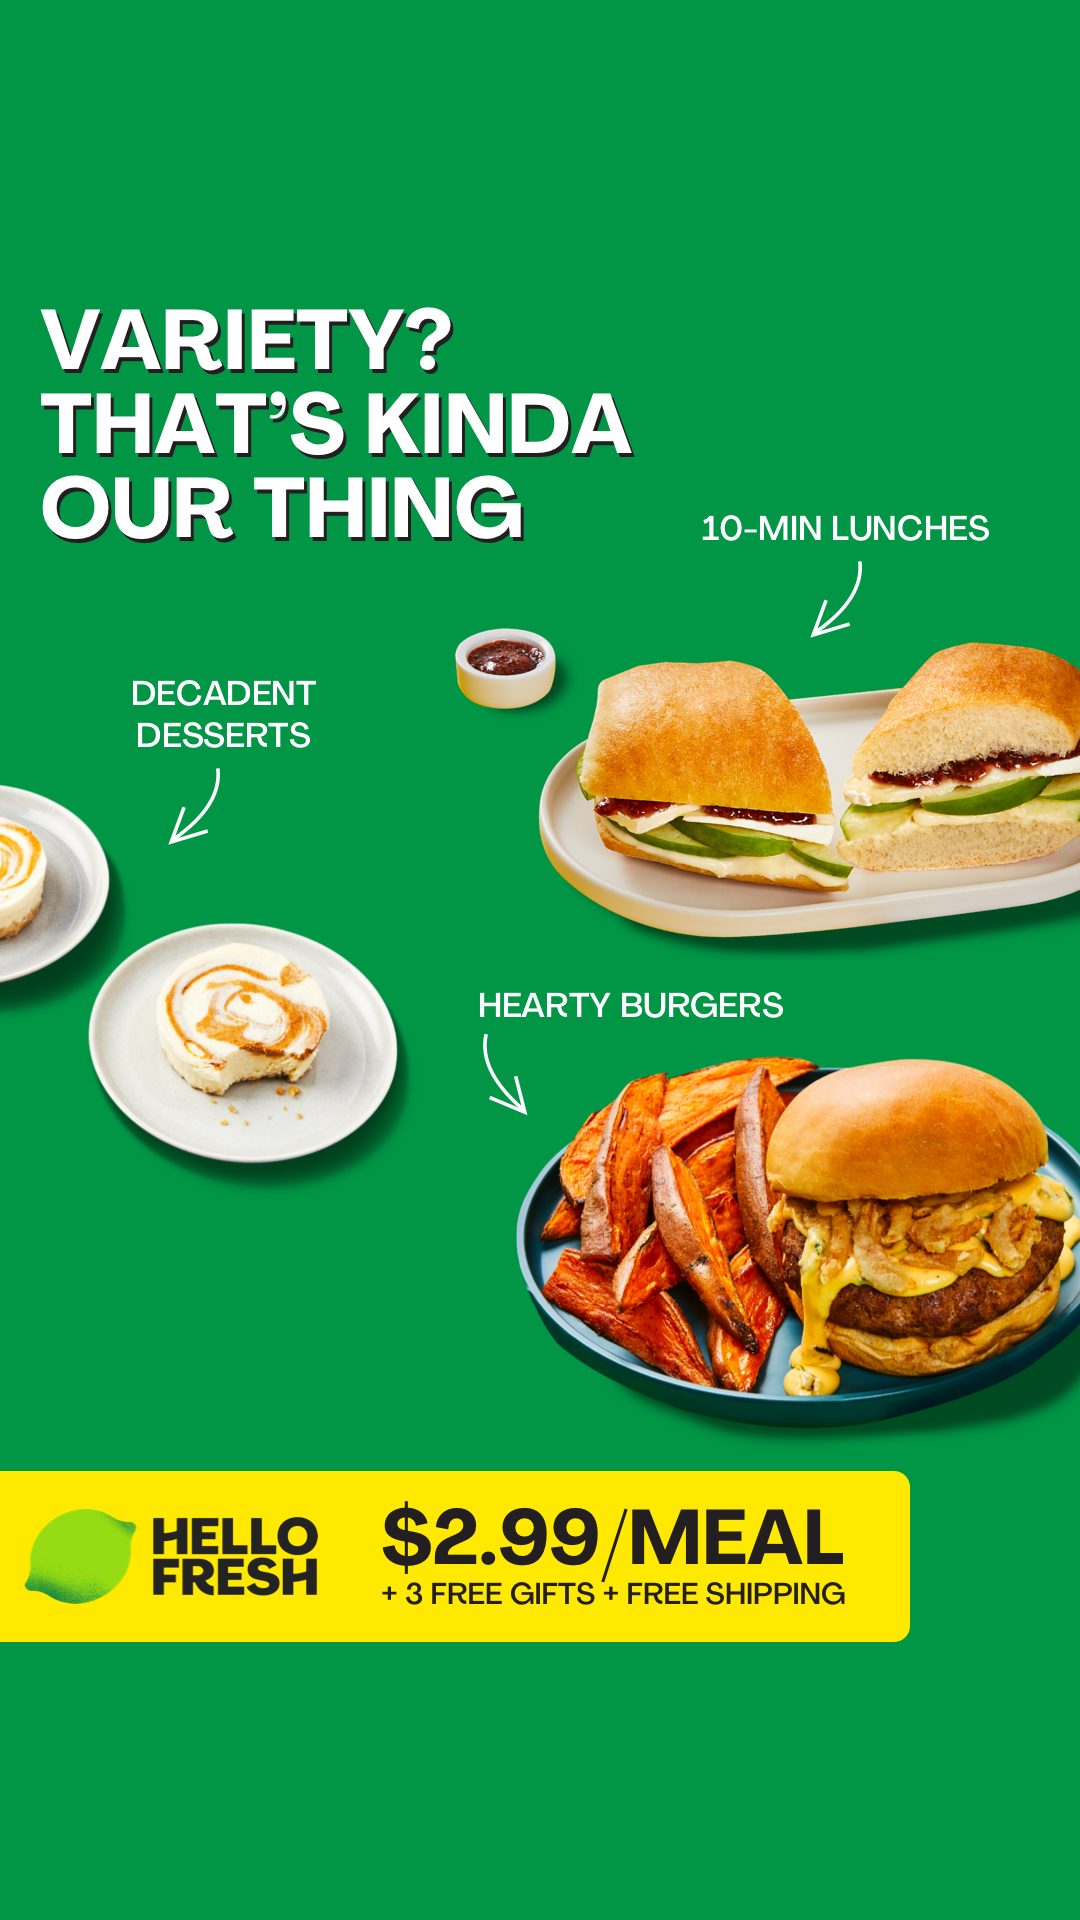 VARIETY?
THAT’S KINDA
OUR THING
10-MIN LUNCHES
DECADENT
DESSERTS
HEARTY BURGERS
HELLO
FRESH
$2.99/MEAL
+ 3 FREE GIFTS + FREE SHIPPING